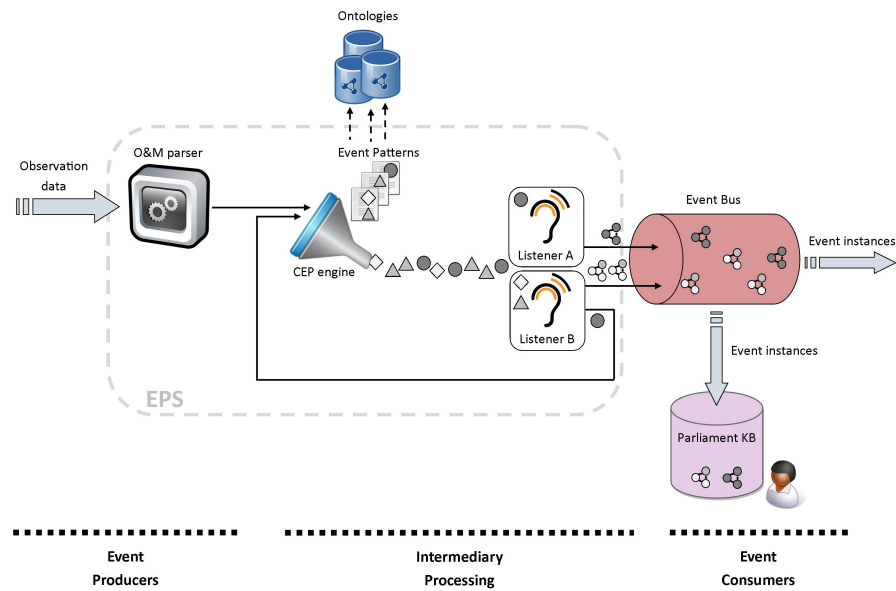 Ontologies
O&M parser
Event Patterns
Observation
data
Event Bus
Event instances
Listener A
CEP engine
Listener B
Event instances
EPS
Parliament KB
Event
Producers
Intermediary
Processing
Event
Consumers